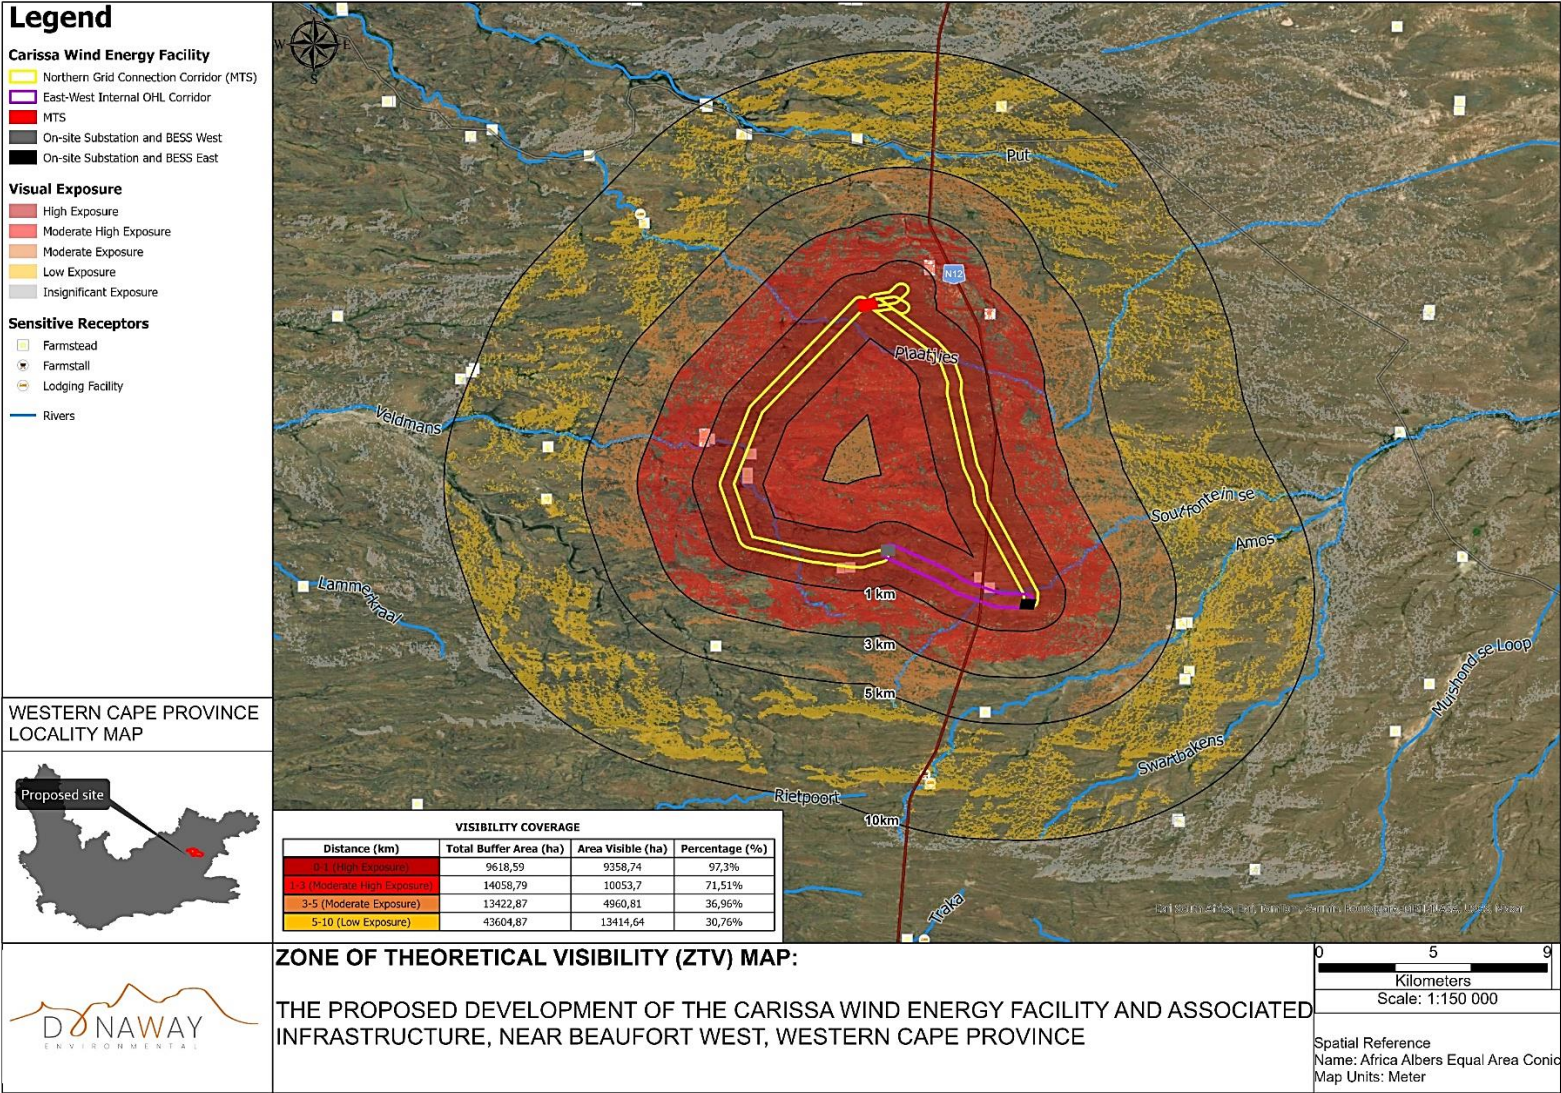 Legend
Carissa Wind Energy Facility
Northern Grid Connection Corridor (MTS)
East-West Internal OHL Corridor
MTS
On-site Substation and BESS West
On-site Substation and BESS East
Visual Exposure
High Exposure
Moderate High Exposure
Moderate Exposure
Low Exposure
Insignificant Exposure
Sensitive Receptors
Farmstead
Farmstall
Lodging Facility
Rivers
WESTERN CAPE PROVINCE
LOCALITY MAP
Proposed site
W
E
S
Put
N12
Plaatjies
Veldmans
Soutfontein se
Amos
Lammerkraal
1 km
3 km
5 km
10km
Muishond se Loop
Swartbakens
Rietpoort
Traka
VISIBILITY COVERAGE
Distance (km) Total Buffer Area (ha) Area Visible (ha) Percentage (%)
0-1 (High Exposure) 9618,59 9358,74 97,3%
1-3 (Moderate High Exposure) 14058,79 10053,7 71,51%
3-5 (Moderate Exposure) 13422,87 4960,81 36,96%
5-10 (Low Exposure) 43604,87 13414,64 30,76%
DONAWAY
ENVIRONMENTAL
ZONE OF THEORETICAL VISIBILITY (ZTV) MAP:
THE PROPOSED DEVELOPMENT OF THE CARISSA WIND ENERGY FACILITY AND ASSOCIATED
INFRASTRUCTURE, NEAR BEAUFORT WEST, WESTERN CAPE PROVINCE
0 5 9
Kilometers
Scale: 1:150 000
Spatial Reference
Name: Africa Albers Equal Area Conic
Map Units: Meter